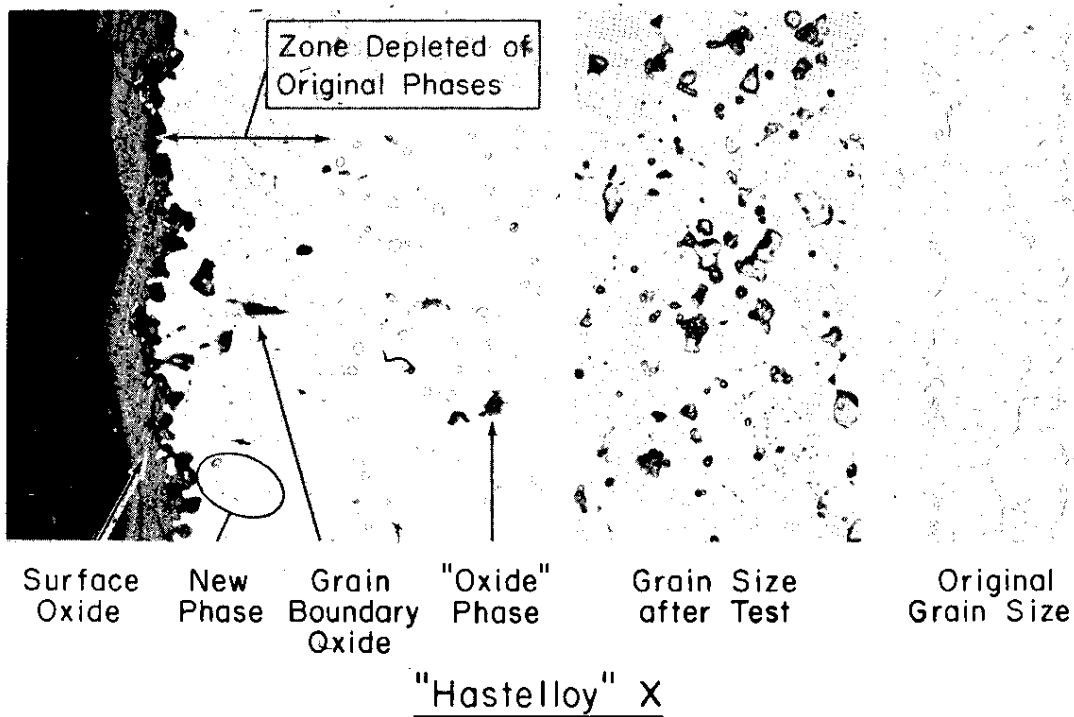 Zone Depleted of
Original Phases
Surface
Oxide
New
Phase
Grain
Boundary
Oxide
"Oxide"
Phase
Grain Size
after Test
Original
Grain Size
"Hastelloy" X